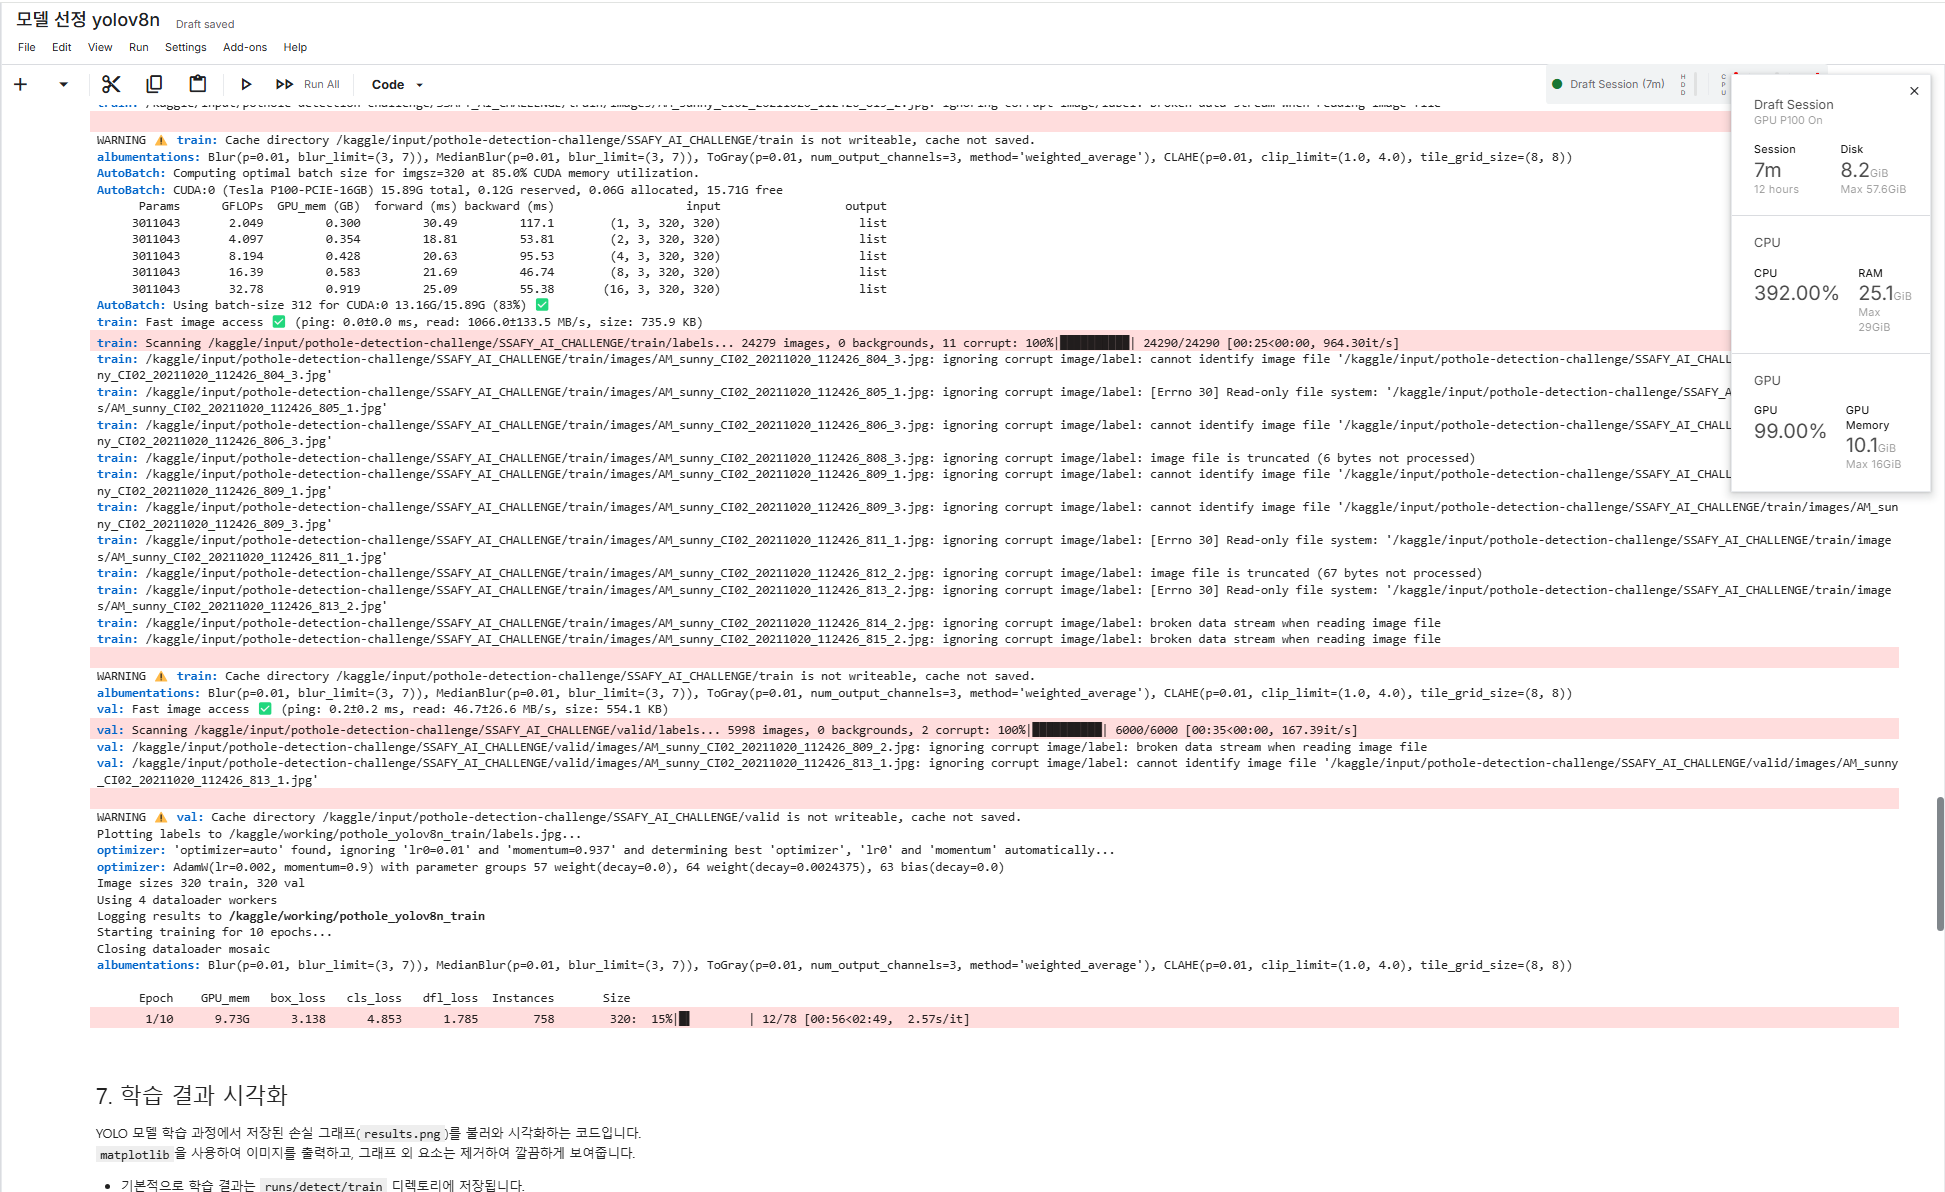 모델 선정 yolov8n Draft saved
File Edit View Run Settings Add-ons Help
Run All Code Draft Session (7m) HDD CPU
WARNING ⚠️ train: Cache directory /kaggle/input/pothole-detection-challenge/SSAFY_AI_CHALLENGE/train is not writeable, cache not saved.
albumentations: Blur(p=0.01, blur_limit=(3, 7)), MedianBlur(p=0.01, blur_limit=(3, 7)), ToGray(p=0.01, num_output_channels=3, method='weighted_average'), CLAHE(p=0.01, clip_limit=(1.0, 4.0), tile_grid_size=(8, 8))
AutoBatch: Computing optimal batch size for imgsz=320 at 85.0% CUDA memory utilization.
AutoBatch: CUDA:0 (Tesla P100-PCIE-16GB) 15.89G total, 0.12G reserved, 0.06G allocated, 15.71G free
Params GFLOPs GPU_mem (GB) forward (ms) backward (ms) input output
3011043 2.049 0.300 30.49 117.1 (1, 3, 320, 320) list
3011043 4.097 0.354 18.81 53.81 (2, 3, 320, 320) list
3011043 8.194 0.428 20.63 95.53 (4, 3, 320, 320) list
3011043 16.39 0.583 21.69 46.74 (8, 3, 320, 320) list
3011043 32.78 0.919 25.09 55.38 (16, 3, 320, 320) list
AutoBatch: Using batch-size 312 for CUDA:0 13.16G/15.89G (83%) ✅
train: Fast image access ✅ (ping: 0.0±0.0 ms, read: 1066.0±133.5 MB/s, size: 735.9 KB)
train: Scanning /kaggle/input/pothole-detection-challenge/SSAFY_AI_CHALLENGE/train/labels... 24279 images, 0 backgrounds, 11 corrupt: 100%|██████████| 24290/24290 [00:25<00:00, 964.30it/s]
train: /kaggle/input/pothole-detection-challenge/SSAFY_AI_CHALLENGE/train/images/AM_sunny_CI02_20211020_112426_804_3.jpg: ignoring corrupt image/label: cannot identify image file '/kaggle/input/pothole-detection-challenge/SSAFY_AI_CHALL
ny_CI02_20211020_112426_804_3.jpg'
train: /kaggle/input/pothole-detection-challenge/SSAFY_AI_CHALLENGE/train/images/AM_sunny_CI02_20211020_112426_805_1.jpg: ignoring corrupt image/label: [Errno 30] Read-only file system: '/kaggle/input/pothole-detection-challenge/SSAFY_A
s/AM_sunny_CI02_20211020_112426_805_1.jpg'
train: /kaggle/input/pothole-detection-challenge/SSAFY_AI_CHALLENGE/train/images/AM_sunny_CI02_20211020_112426_806_3.jpg: ignoring corrupt image/label: cannot identify image file '/kaggle/input/pothole-detection-challenge/SSAFY_AI_CHALL
ny_CI02_20211020_112426_806_3.jpg'
train: /kaggle/input/pothole-detection-challenge/SSAFY_AI_CHALLENGE/train/images/AM_sunny_CI02_20211020_112426_808_3.jpg: ignoring corrupt image/label: image file is truncated (6 bytes not processed)
train: /kaggle/input/pothole-detection-challenge/SSAFY_AI_CHALLENGE/train/images/AM_sunny_CI02_20211020_112426_809_1.jpg: ignoring corrupt image/label: cannot identify image file '/kaggle/input/pothole-detection-challenge/SSAFY_AI_CHALL
ny_CI02_20211020_112426_809_1.jpg'
train: /kaggle/input/pothole-detection-challenge/SSAFY_AI_CHALLENGE/train/images/AM_sunny_CI02_20211020_112426_809_3.jpg: ignoring corrupt image/label: cannot identify image file '/kaggle/input/pothole-detection-challenge/SSAFY_AI_CHALLENGE/train/images/AM_sun
ny_CI02_20211020_112426_809_3.jpg'
train: /kaggle/input/pothole-detection-challenge/SSAFY_AI_CHALLENGE/train/images/AM_sunny_CI02_20211020_112426_811_1.jpg: ignoring corrupt image/label: [Errno 30] Read-only file system: '/kaggle/input/pothole-detection-challenge/SSAFY_AI_CHALLENGE/train/image
s/AM_sunny_CI02_20211020_112426_811_1.jpg'
train: /kaggle/input/pothole-detection-challenge/SSAFY_AI_CHALLENGE/train/images/AM_sunny_CI02_20211020_112426_812_2.jpg: ignoring corrupt image/label: image file is truncated (67 bytes not processed)
train: /kaggle/input/pothole-detection-challenge/SSAFY_AI_CHALLENGE/train/images/AM_sunny_CI02_20211020_112426_813_2.jpg: ignoring corrupt image/label: [Errno 30] Read-only file system: '/kaggle/input/pothole-detection-challenge/SSAFY_AI_CHALLENGE/train/image
s/AM_sunny_CI02_20211020_112426_813_2.jpg'
train: /kaggle/input/pothole-detection-challenge/SSAFY_AI_CHALLENGE/train/images/AM_sunny_CI02_20211020_112426_814_2.jpg: ignoring corrupt image/label: broken data stream when reading image file
train: /kaggle/input/pothole-detection-challenge/SSAFY_AI_CHALLENGE/train/images/AM_sunny_CI02_20211020_112426_815_2.jpg: ignoring corrupt image/label: broken data stream when reading image file
WARNING ⚠️ train: Cache directory /kaggle/input/pothole-detection-challenge/SSAFY_AI_CHALLENGE/train is not writeable, cache not saved.
albumentations: Blur(p=0.01, blur_limit=(3, 7)), MedianBlur(p=0.01, blur_limit=(3, 7)), ToGray(p=0.01, num_output_channels=3, method='weighted_average'), CLAHE(p=0.01, clip_limit=(1.0, 4.0), tile_grid_size=(8, 8))
val: Fast image access ✅ (ping: 0.2±0.2 ms, read: 46.7±26.6 MB/s, size: 554.1 KB)
val: Scanning /kaggle/input/pothole-detection-challenge/SSAFY_AI_CHALLENGE/valid/labels... 5998 images, 0 backgrounds, 2 corrupt: 100%|██████████| 6000/6000 [00:35<00:00, 167.39it/s]
val: /kaggle/input/pothole-detection-challenge/SSAFY_AI_CHALLENGE/valid/images/AM_sunny_CI02_20211020_112426_809_2.jpg: ignoring corrupt image/label: broken data stream when reading image file
val: /kaggle/input/pothole-detection-challenge/SSAFY_AI_CHALLENGE/valid/images/AM_sunny_CI02_20211020_112426_813_1.jpg: ignoring corrupt image/label: cannot identify image file '/kaggle/input/pothole-detection-challenge/SSAFY_AI_CHALLENGE/valid/images/AM_sunny
_CI02_20211020_112426_813_1.jpg'
WARNING ⚠️ val: Cache directory /kaggle/input/pothole-detection-challenge/SSAFY_AI_CHALLENGE/valid is not writeable, cache not saved.
Plotting labels to /kaggle/working/pothole_yolov8n_train/labels.jpg...
optimizer: 'optimizer=auto' found, ignoring 'lr0=0.01' and 'momentum=0.937' and determining best 'optimizer', 'lr0' and 'momentum' automatically...
optimizer: AdamW(lr=0.002, momentum=0.9) with parameter groups 57 weight(decay=0.0), 64 weight(decay=0.0024375), 63 bias(decay=0.0)
Image sizes 320 train, 320 val
Using 4 dataloader workers
Logging results to /kaggle/working/pothole_yolov8n_train
Starting training for 10 epochs...
Closing dataloader mosaic
albumentations: Blur(p=0.01, blur_limit=(3, 7)), MedianBlur(p=0.01, blur_limit=(3, 7)), ToGray(p=0.01, num_output_channels=3, method='weighted_average'), CLAHE(p=0.01, clip_limit=(1.0, 4.0), tile_grid_size=(8, 8))
Epoch GPU_mem box_loss cls_loss dfl_loss Instances Size
1/10 9.73G 3.138 4.853 1.785 758 320: 15%|█▌ | 12/78 [00:56<02:49, 2.57s/it]
7. 학습 결과 시각화
YOLO 모델 학습 과정에서 저장된 손실 그래프( results.png )를 불러와 시각화하는 코드입니다.
matplotlib 을 사용하여 이미지를 출력하고, 그래프 외 요소는 제거하여 깔끔하게 보여줍니다.
• 기본적으로 학습 결과는 runs/detect/train 디렉토리에 저장됩니다.
Draft Session
GPU P100 On
Session Disk
7m 8.2GiB
12 hours Max 57.6GiB
CPU
CPU RAM
392.00% 25.1GiB
Max
29GiB
GPU
GPU GPU Memory
99.00% 10.1GiB
Max 16GiB